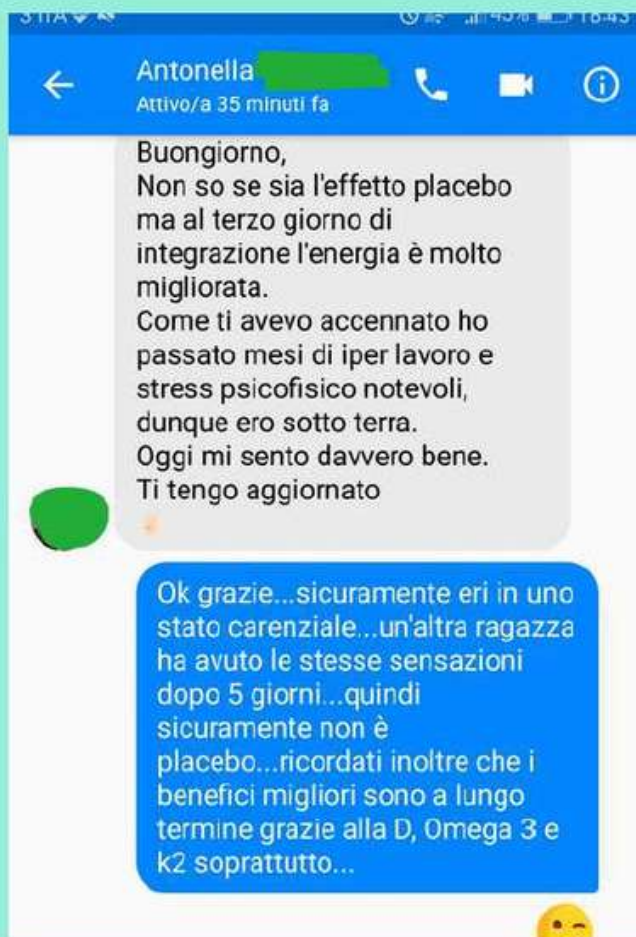 45%
16:43
Antonella
Attivo/a 35 minuti fa
Buongiorno,
Non so se sia l'effetto placebo
ma al terzo giorno di
integrazione l'energia è molto
migliorata.
Come ti avevo accennato ho
passato mesi di iper lavoro e
stress psicofisico notevoli,
dunque ero sotto terra.
Oggi mi sento davvero bene.
Ti tengo aggiornato
Ok grazie...sicuramente eri in uno
stato carenziale...un'altra ragazza
ha avuto le stesse sensazioni
dopo 5 giorni...quindi
sicuramente non è
placebo...ricordati inoltre che i
benefici migliori sono a lungo
termine grazie alla D, Omega 3 e
k2 soprattutto...